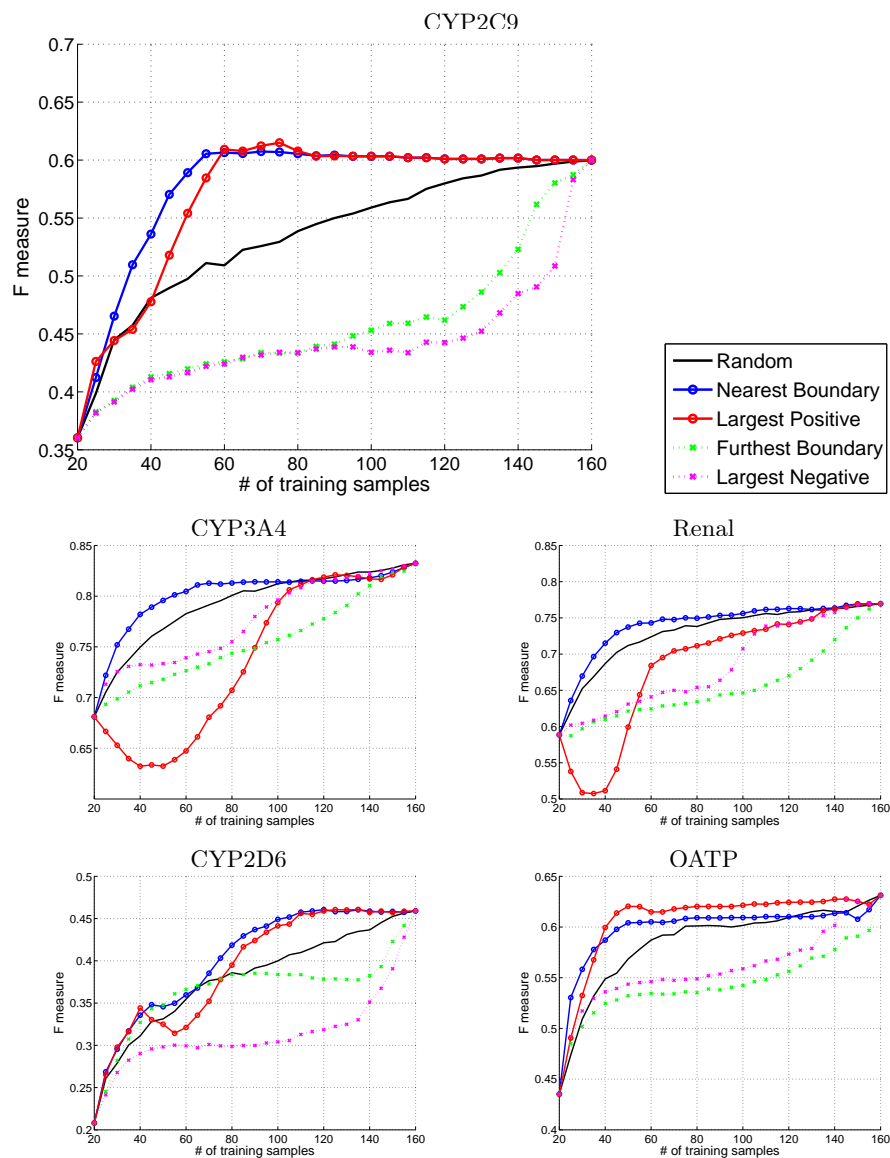 CYP2C9
0.7
0.65
0.6
0.55
0.5
0.45
0.4
0.35
F measure
20 40 60 80 100 120 140 160
# of training samples
Random
Nearest Boundary
Largest Positive
Furthest Boundary
Largest Negative
CYP3A4
0.85
0.8
0.75
0.7
0.65
F measure
20 40 60 80 100 120 140 160
# of training samples
Renal
0.85
0.8
0.75
0.7
0.65
0.6
0.55
0.5
F measure
20 40 60 80 100 120 140 160
# of training samples
CYP2D6
0.5
0.45
0.4
0.35
0.3
0.25
0.2
F measure
20 40 60 80 100 120 140 160
# of training samples
OATP
0.65
0.6
0.55
0.5
0.45
0.4
F measure
20 40 60 80 100 120 140 160
# of training samples